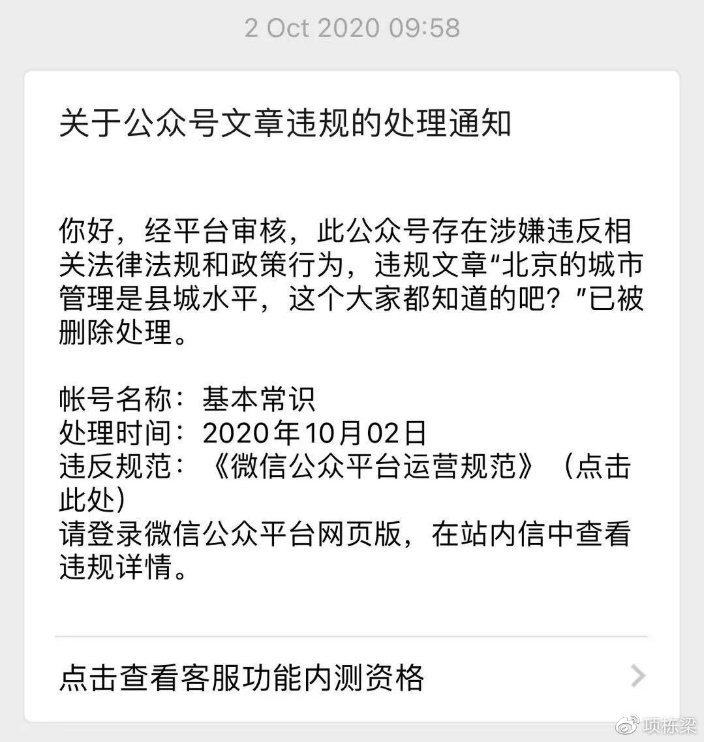 2 Oct 2020 09:58
关于公众号文章违规的处理通知
你好，经平台审核，此公众号存在涉嫌违反相
关法律法规和政策行为，违规文章“北京的城市
管理是县城水平，这个大家都知道的吧？”已被
删除处理。
帐号名称：基本常识
处理时间：2020年10月02日
违反规范：《微信公众平台运营规范》（点击
此处）
请登录微信公众平台网页版，在站内信中查看
违规详情。
点击查看客服功能内测资格
项栋梁